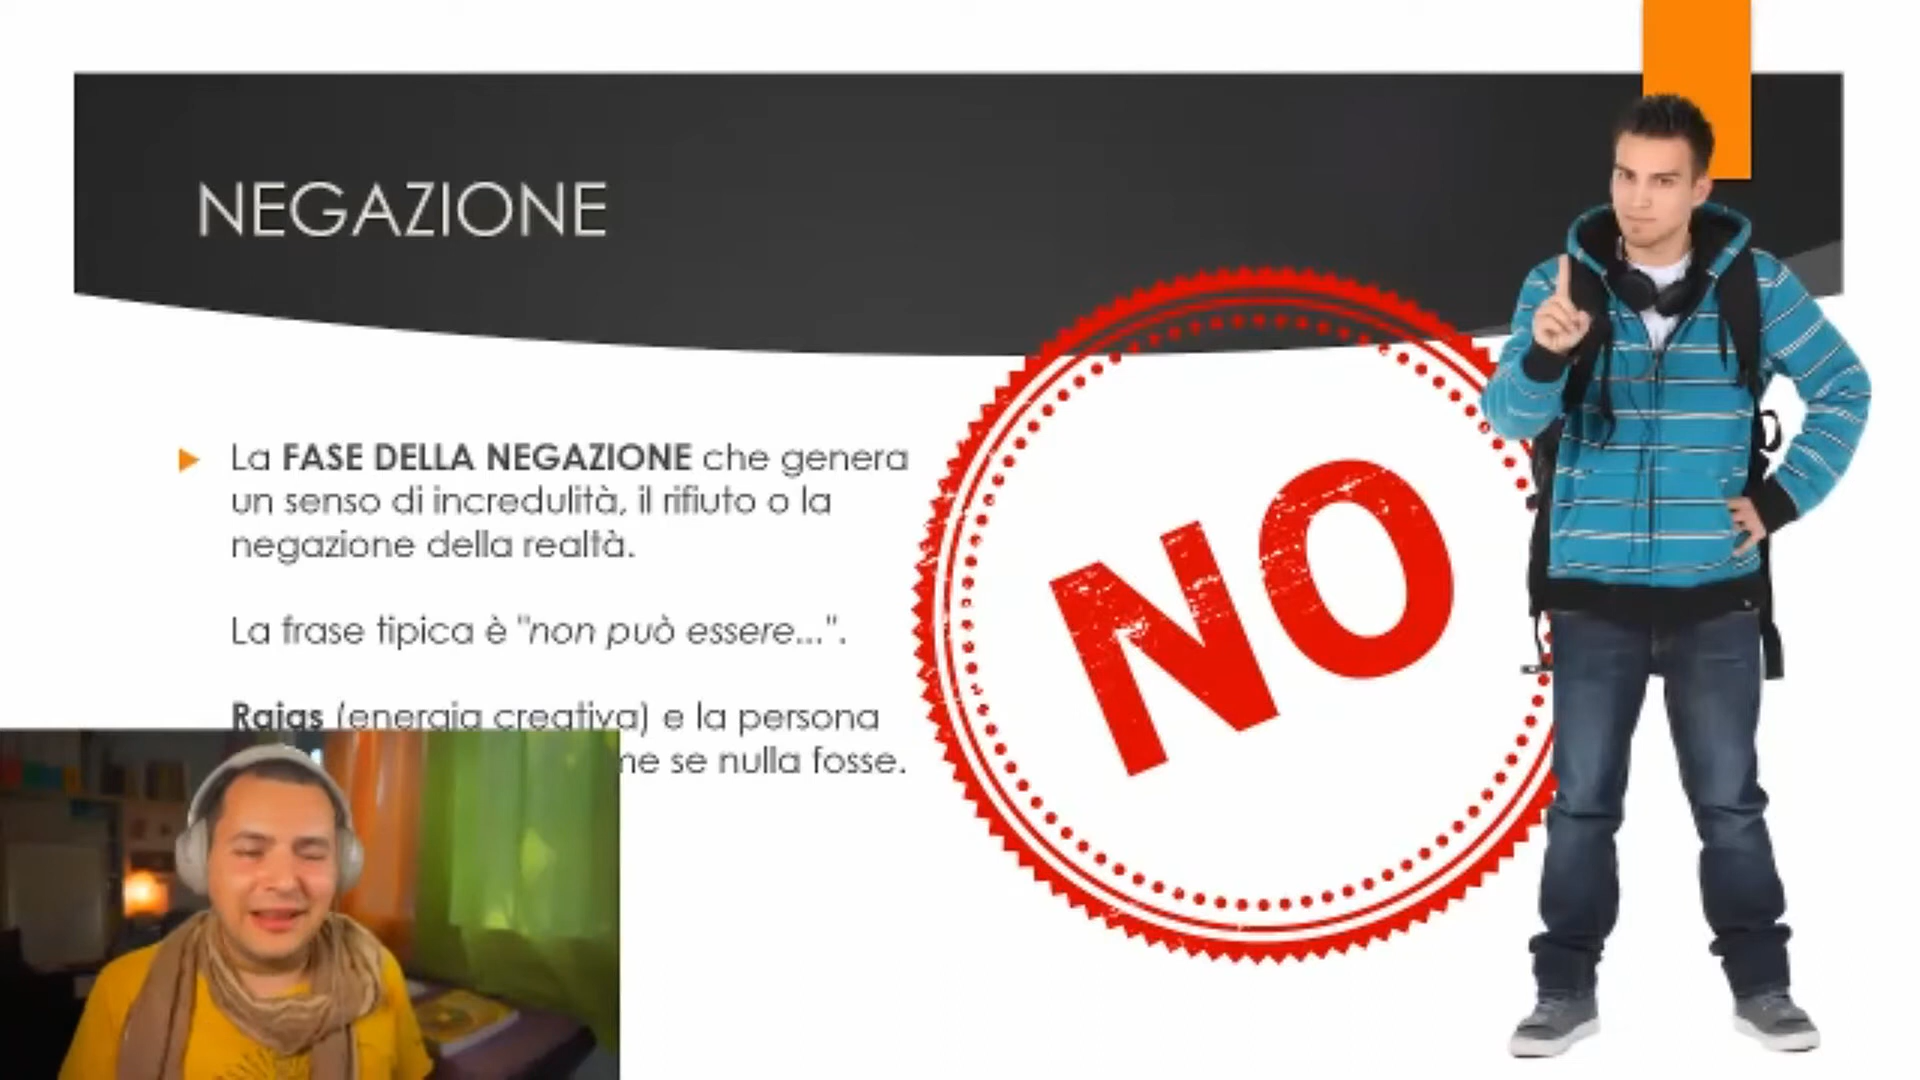 NEGAZIONE
La FASE DELLA NEGAZIONE che genera
un senso di incredulità, il rifiuto o la
negazione della realtà.
La frase tipica è "non può essere...".
Rajas (energia creativa) e la persona
me se nulla fosse.
NO